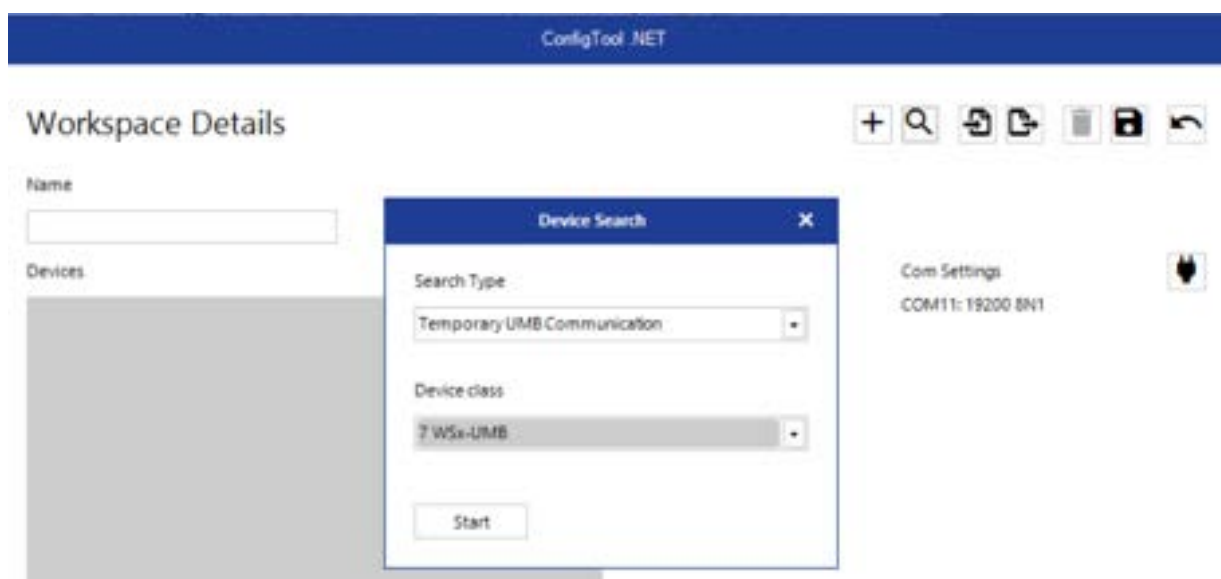 ConfigTool .NET
Workspace Details
Name
Device Search
Devices
Search Type
Com Settings
Temporary UMB Communication
COM11: 19200 8N1
Device class
7 WSx-UMB
Start